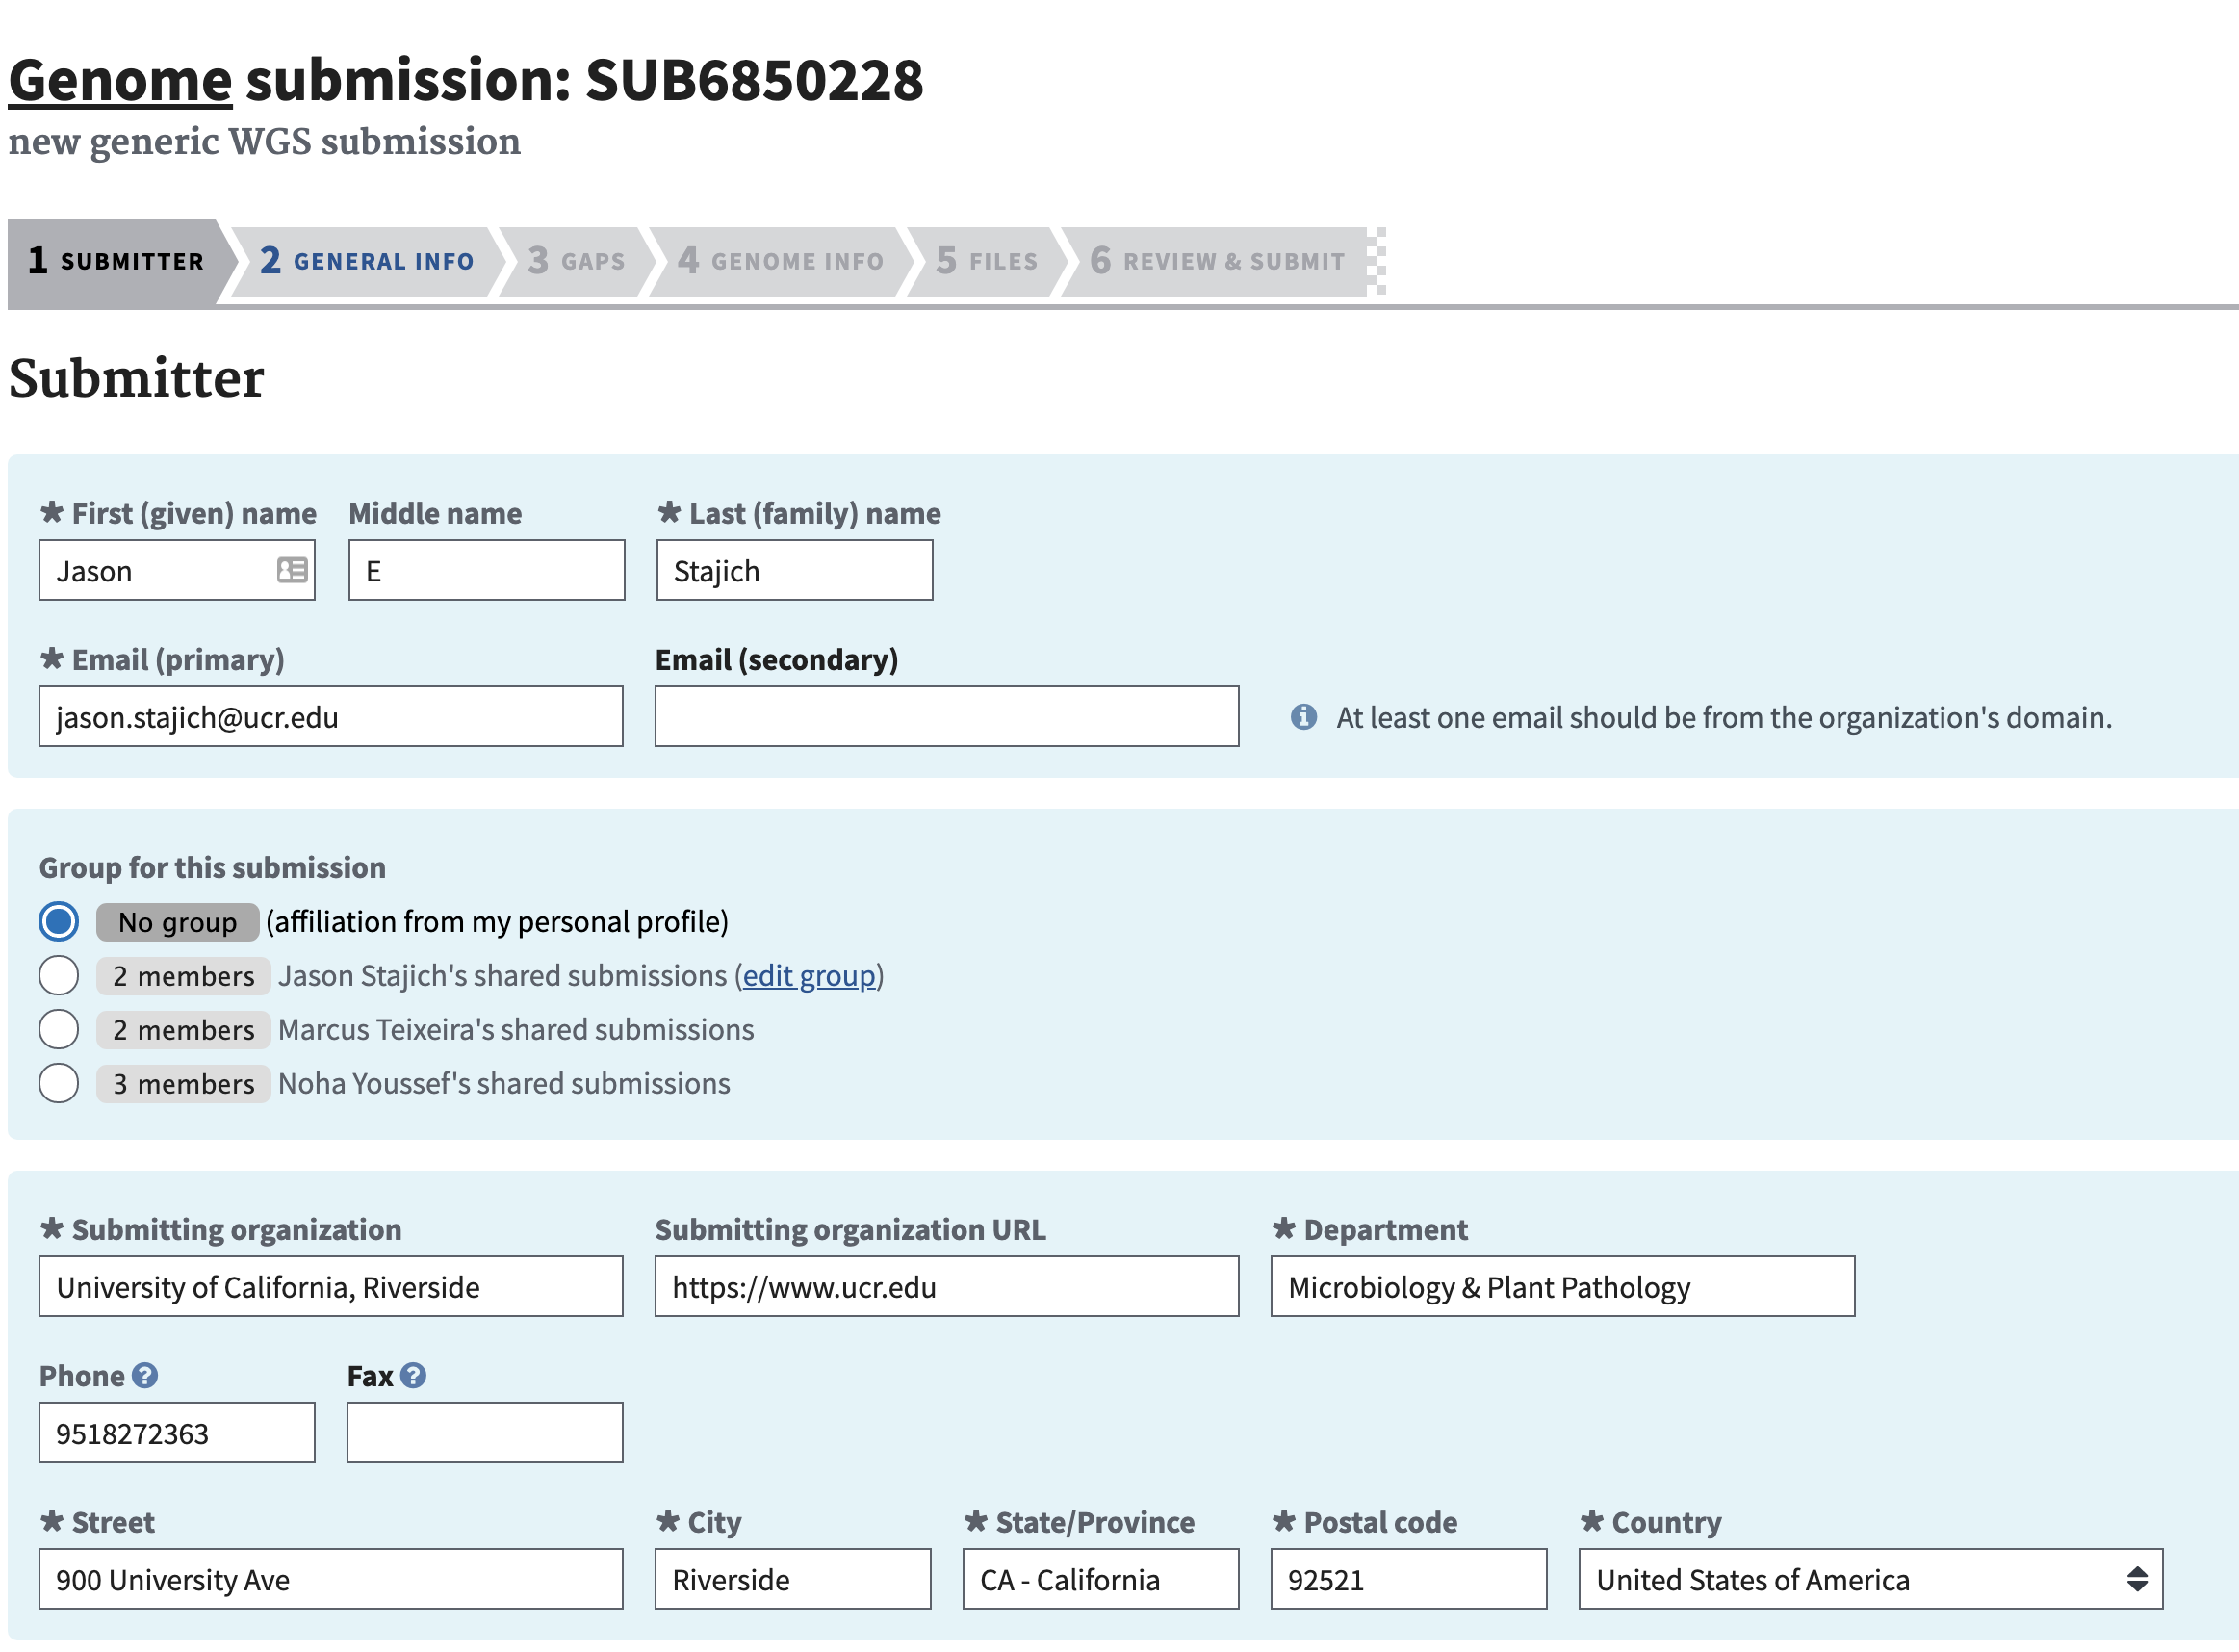 Genome submission: SUB6850228
new generic WGS submission
1 SUBMITTER 2 GENERAL INFO 3 GAPS 4 GENOME INFO 5 FILES 6 REVIEW & SUBMIT
Submitter
* First (given) name Middle name * Last (family) name
Jason E Stajich
* Email (primary) Email (secondary)
jason.stajich@ucr.edu At least one email should be from the organization's domain.
Group for this submission
No group (affiliation from my personal profile)
2 members Jason Stajich's shared submissions (edit group)
2 members Marcus Teixeira's shared submissions
3 members Noha Youssef's shared submissions
* Submitting organization Submitting organization URL * Department
University of California, Riverside https://www.ucr.edu Microbiology & Plant Pathology
Phone ? Fax ?
9518272363
* Street * City * State/Province * Postal code * Country
900 University Ave Riverside CA - California 92521 United States of America